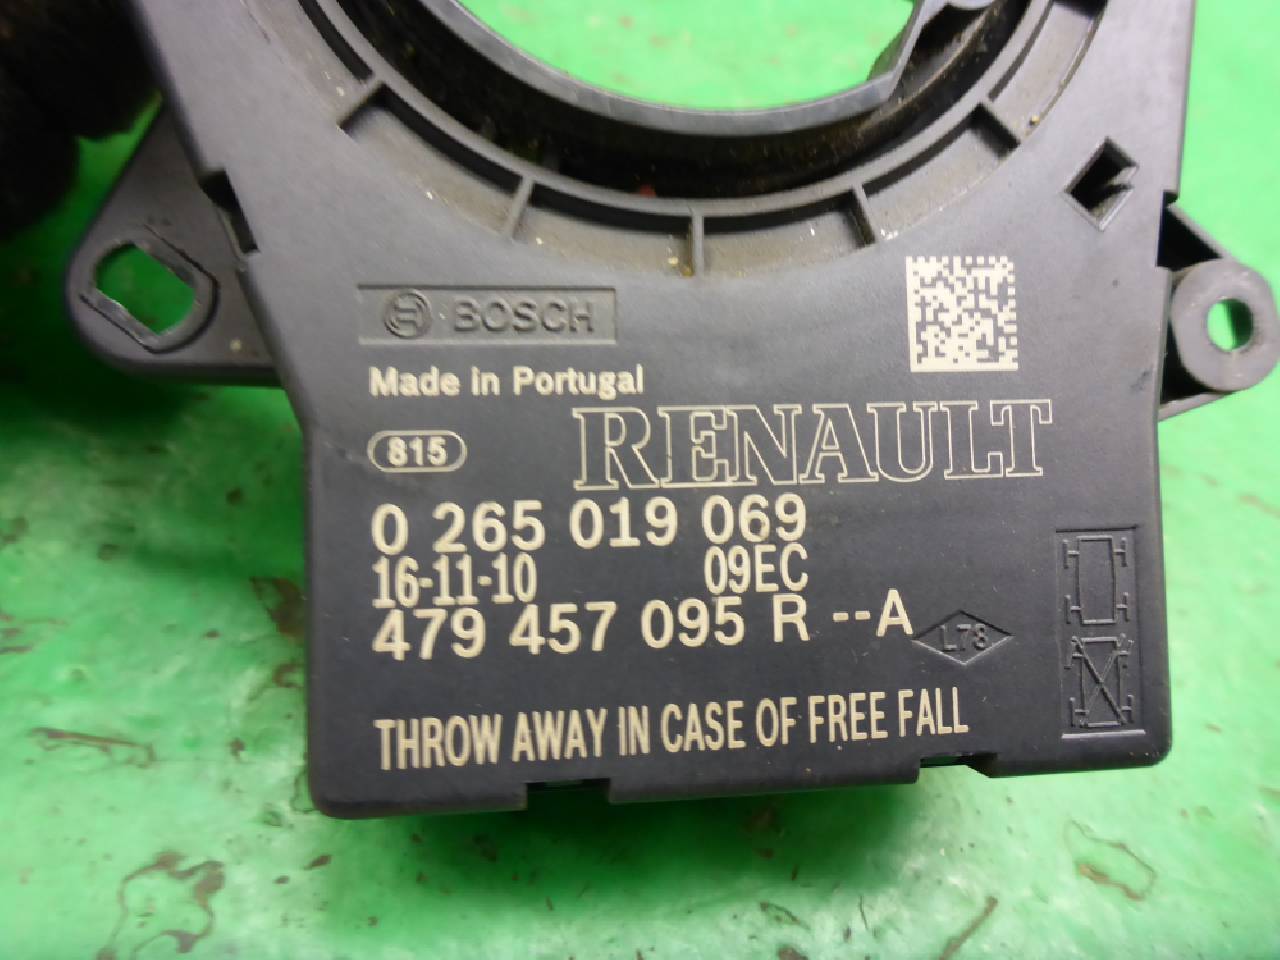 BOSCH
Made in Portugal
815 RENAULT
0 265 019 069
16-11-10 09EC
479 457 095 R --A
L78
THROW AWAY IN CASE OF FREE FALL